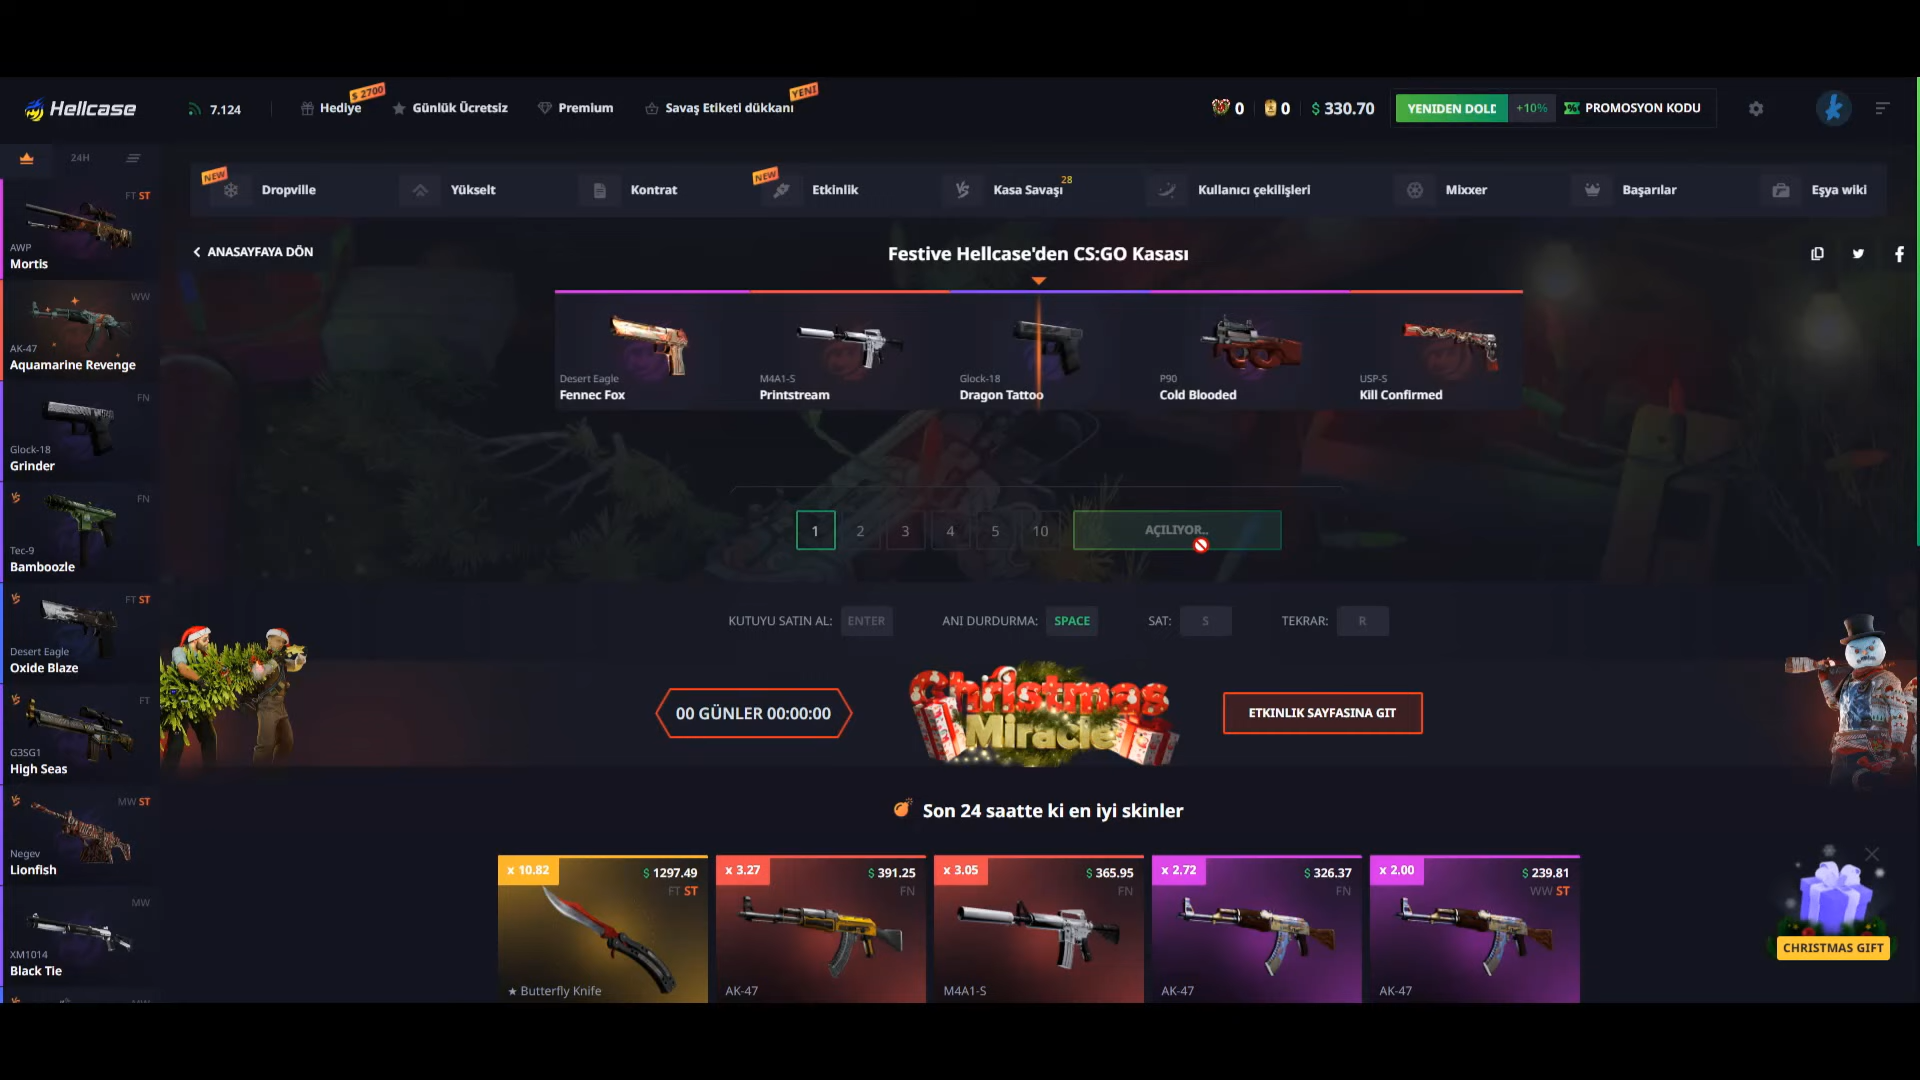 Hellcase
7.124
Hediye
$ 2700
Günlük Ücretsiz
Premium
Savaş Etiketi dükkanı
YENİ
0
0
$ 330.70
YENİDEN DOLD
+10%
PROMOSYON KODU
24H
NEW
Dropville
Yükselt
Kontrat
NEW
Etkinlik
Kasa Savaşı
28
Kullanıcı çekilişleri
Mixxer
Başarılar
Eşya wiki
ANASAYFAYA DÖN
Festive Hellcase'den CS:GO Kasası
FT ST
AWP
Mortis
WW
AK-47
Aquamarine Revenge
FN
Glock-18
Grinder
FN
Tec-9
Bamboozle
FT ST
Desert Eagle
Oxide Blaze
FT
G3SG1
High Seas
MW ST
Negev
Lionfish
MW
XM1014
Black Tie
Desert Eagle
Fennec Fox
M4A1-S
Printstream
Glock-18
Dragon Tattoo
P90
Cold Blooded
USP-S
Kill Confirmed
1
2
3
4
5
10
AÇILIYOR..
KUTUYU SATIN AL:
ENTER
ANI DURDURMA:
SPACE
SAT:
S
TEKRAR:
R
00 GÜNLER 00:00:00
Christmas
Miracle
ETKINLIK SAYFASINA GIT
Son 24 saatte ki en iyi skinler
x 10.82
$ 1297.49
FT ST
★ Butterfly Knife
x 3.27
$ 391.25
FN
AK-47
x 3.05
$ 365.95
FN
M4A1-S
x 2.72
$ 326.37
FN
AK-47
x 2.00
$ 239.81
WW ST
AK-47
CHRISTMAS GIFT